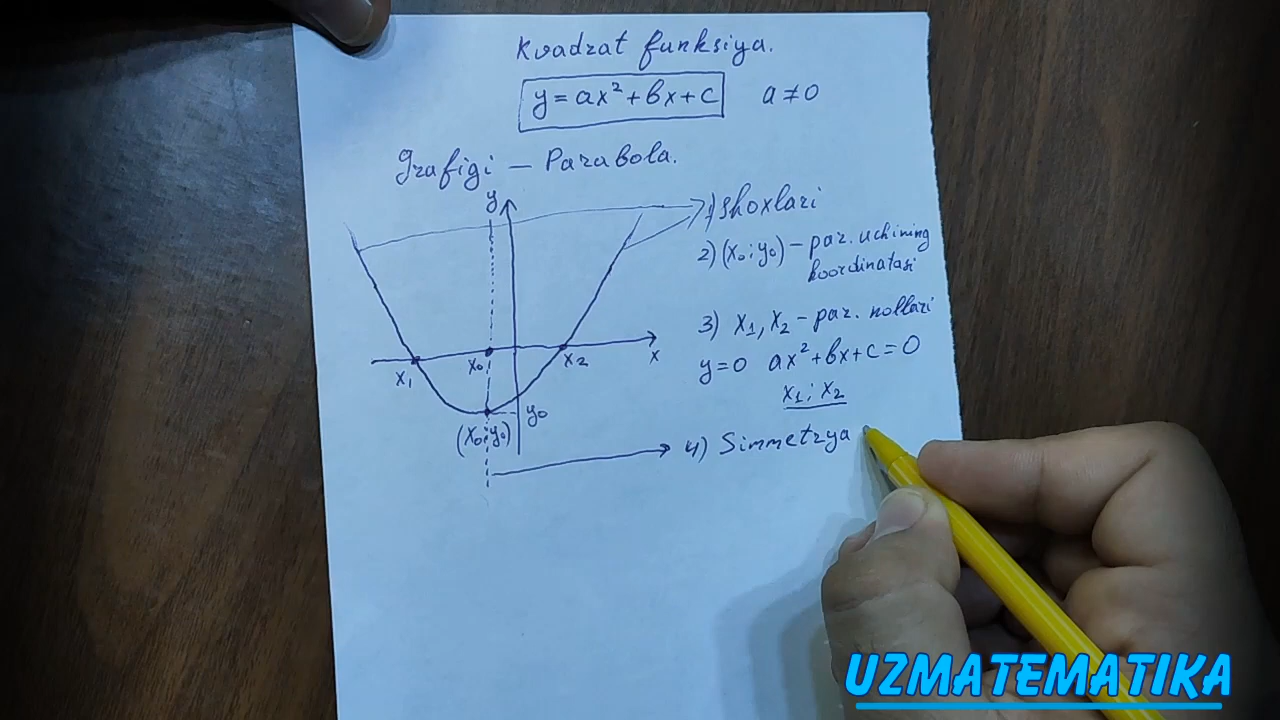 Kvadrat funksiya.
y = ax² + bx + c a ≠ 0
Grafigi — Parabola.
y
1) Shoxlari
2) (x₀; y₀) – par. uchining
koordinatasi
3) x₁, x₂ – par. nollari
x₁ x₀ x₂ x
y = 0 ax² + bx + c = 0
x₁; x₂
y₀
(x₀; y₀)
4) Simmetrya
UZMATEMATIKA